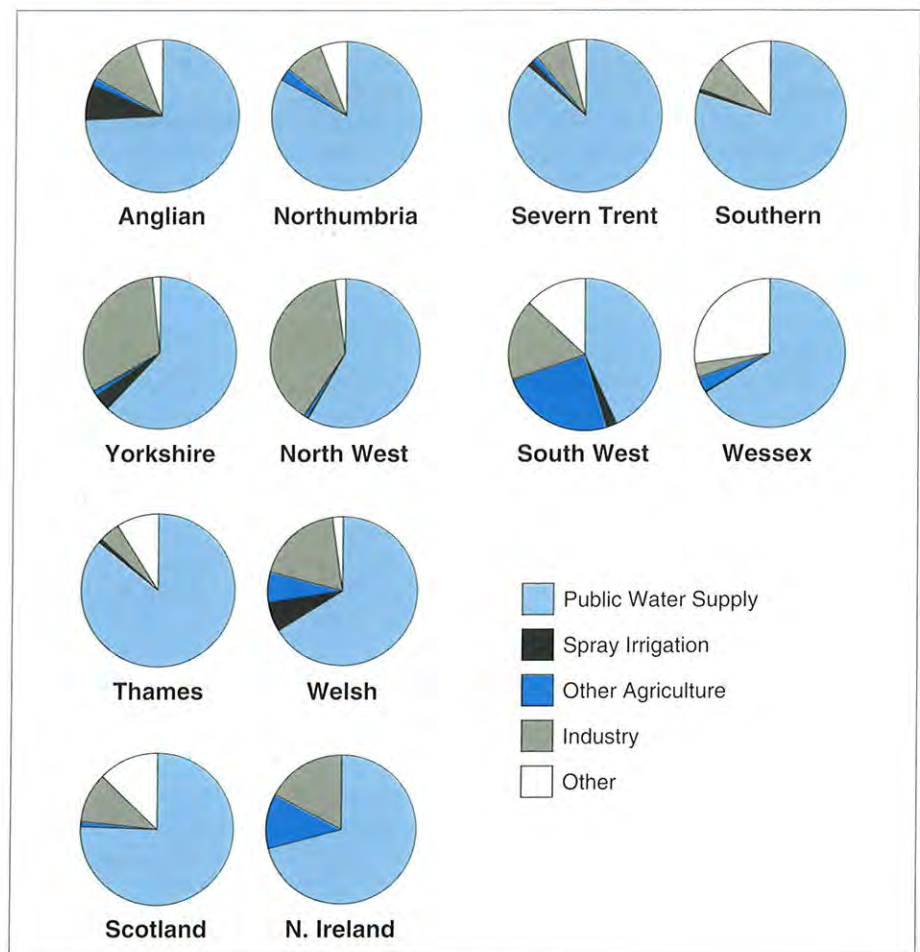 Anglian
Northumbria
Severn Trent
Southern
Yorkshire
North West
South West
Wessex
Thames
Welsh
Public Water Supply
Spray Irrigation
Other Agriculture
Industry
Other
Scotland
N. Ireland